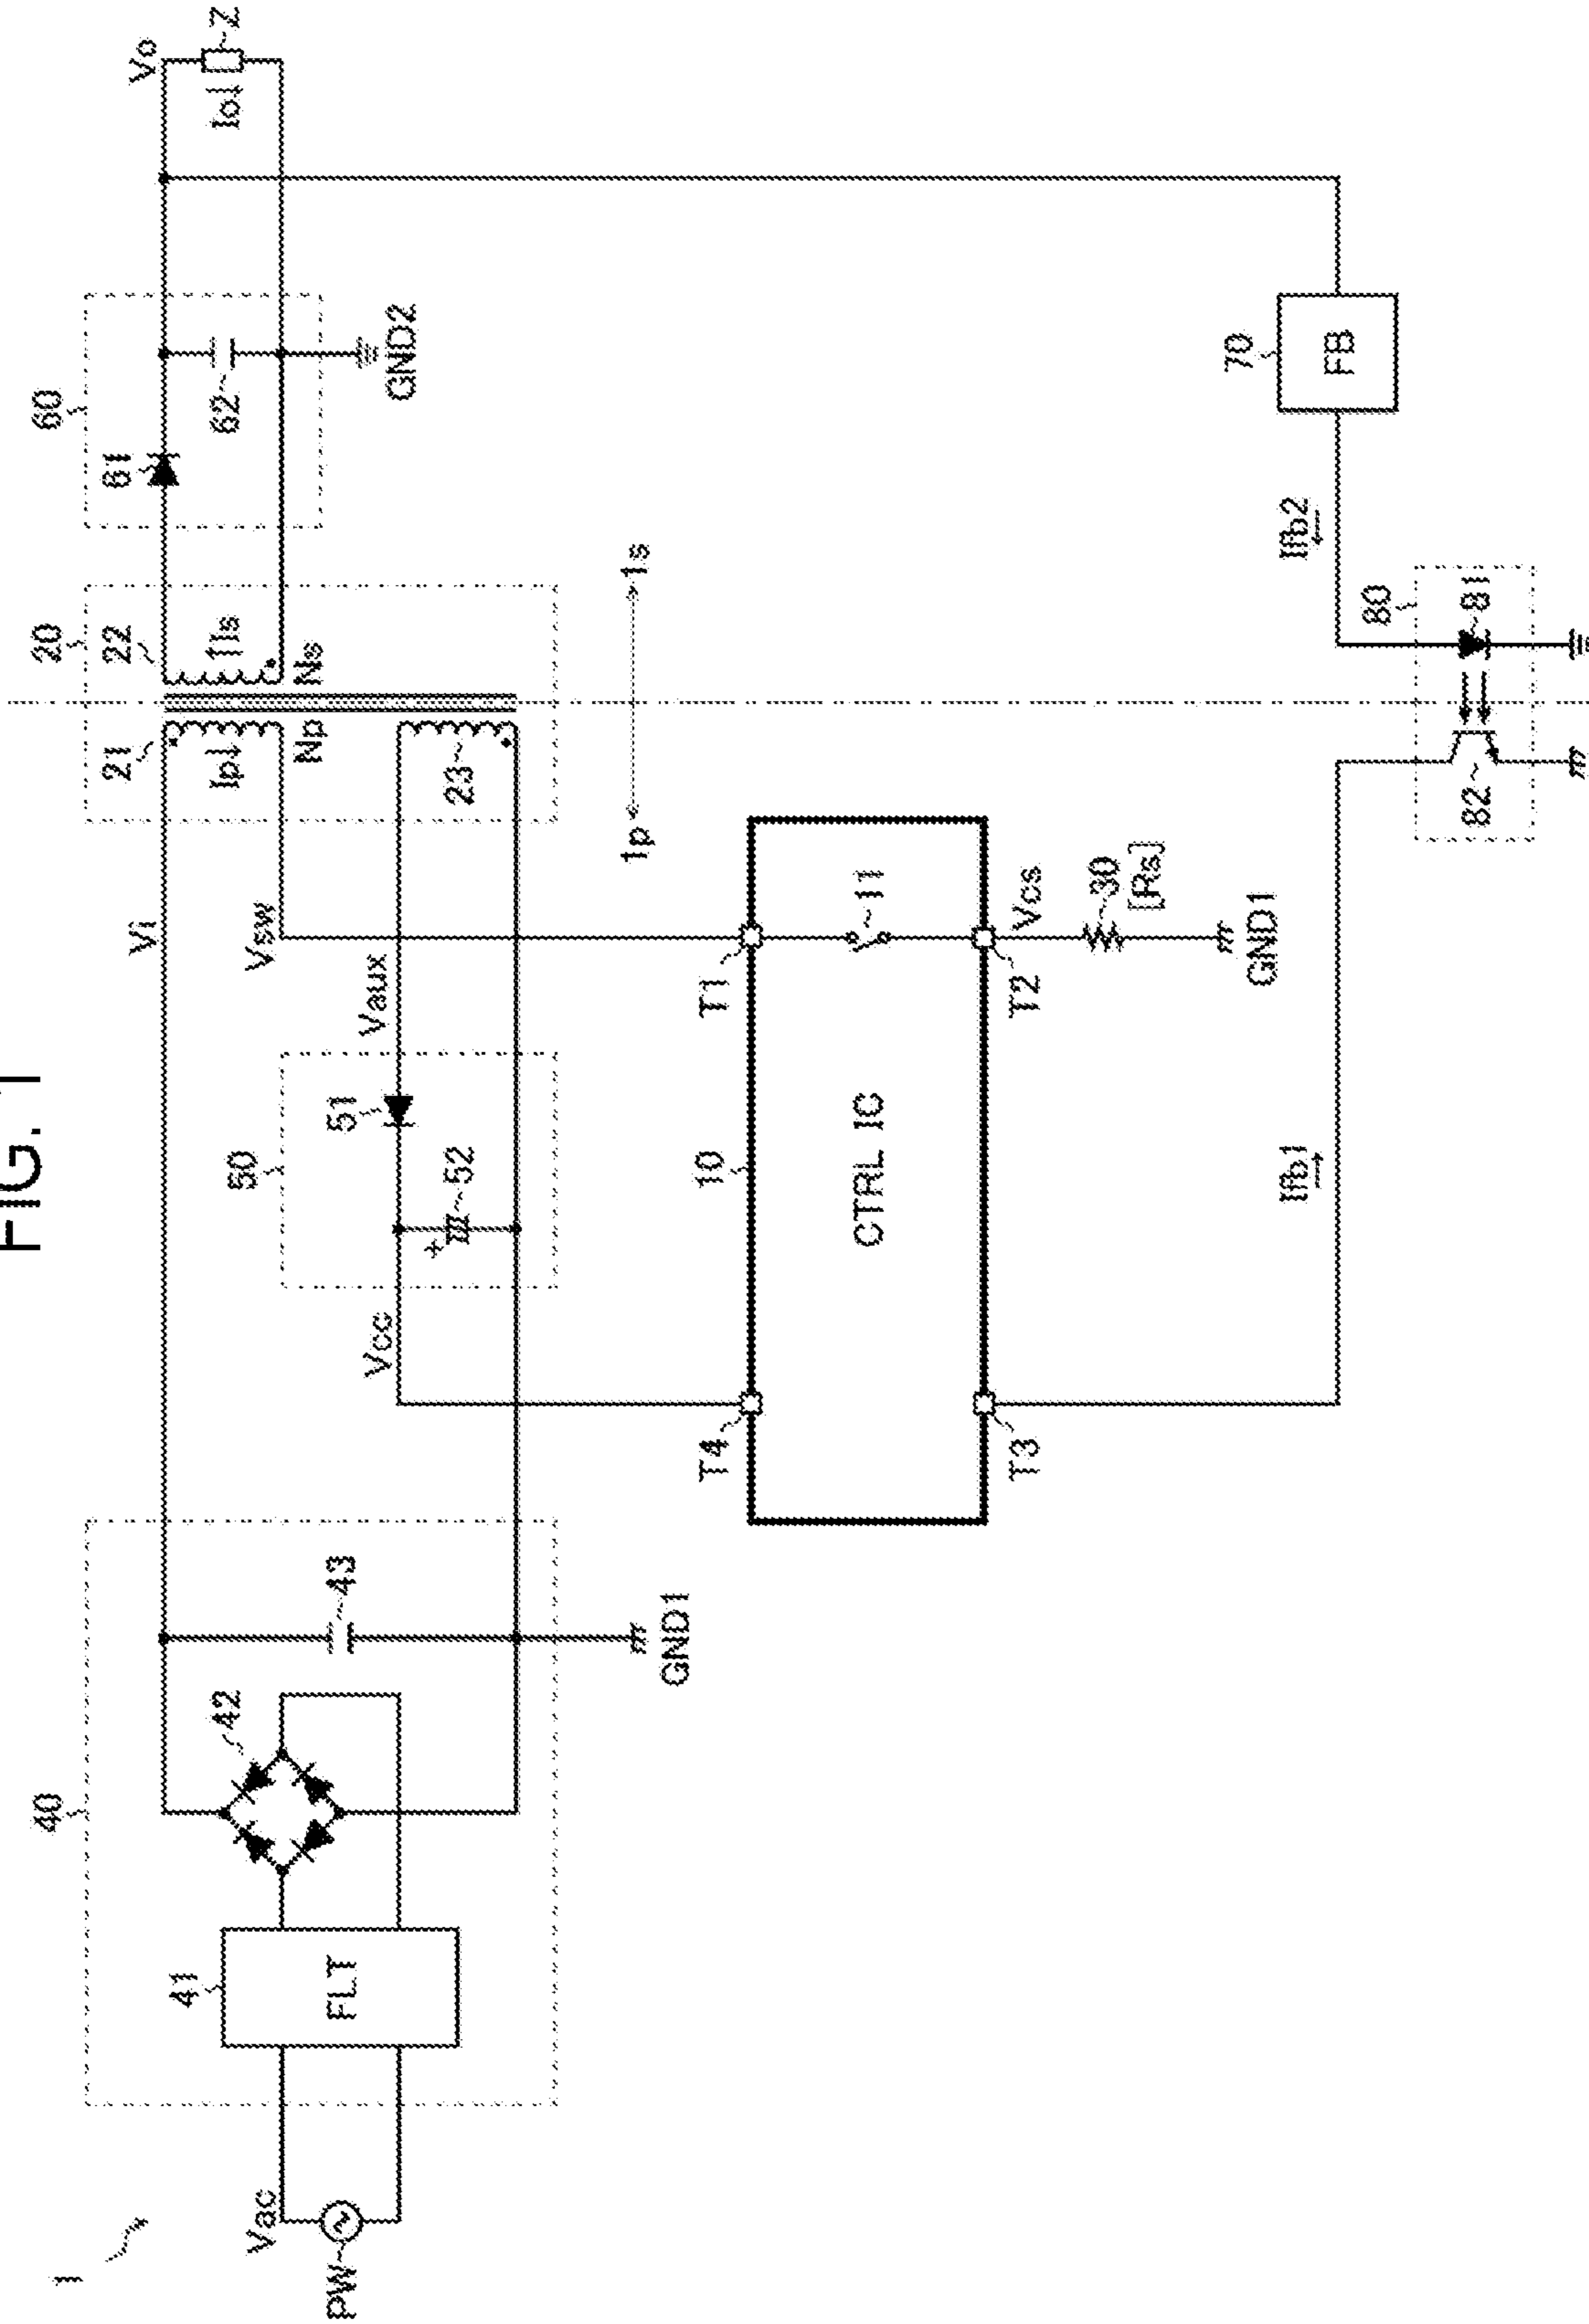 FIG. 1
1
40
50
20
60
Vi
21
22
61
Vo
Vac
41
42
Vsw
Ip↓
↑Is
62
Io↓
Z
PW
FLT
43
Vcc
51
Vaux
Np
Ns
GND2
+
52
23
GND1
1p
1s
T4
10
T1
CTRL IC
11
T3
T2
Vcs
30
[Rs]
GND1
70
Ifb1
→
Ifb2
←
FB
80
82
81